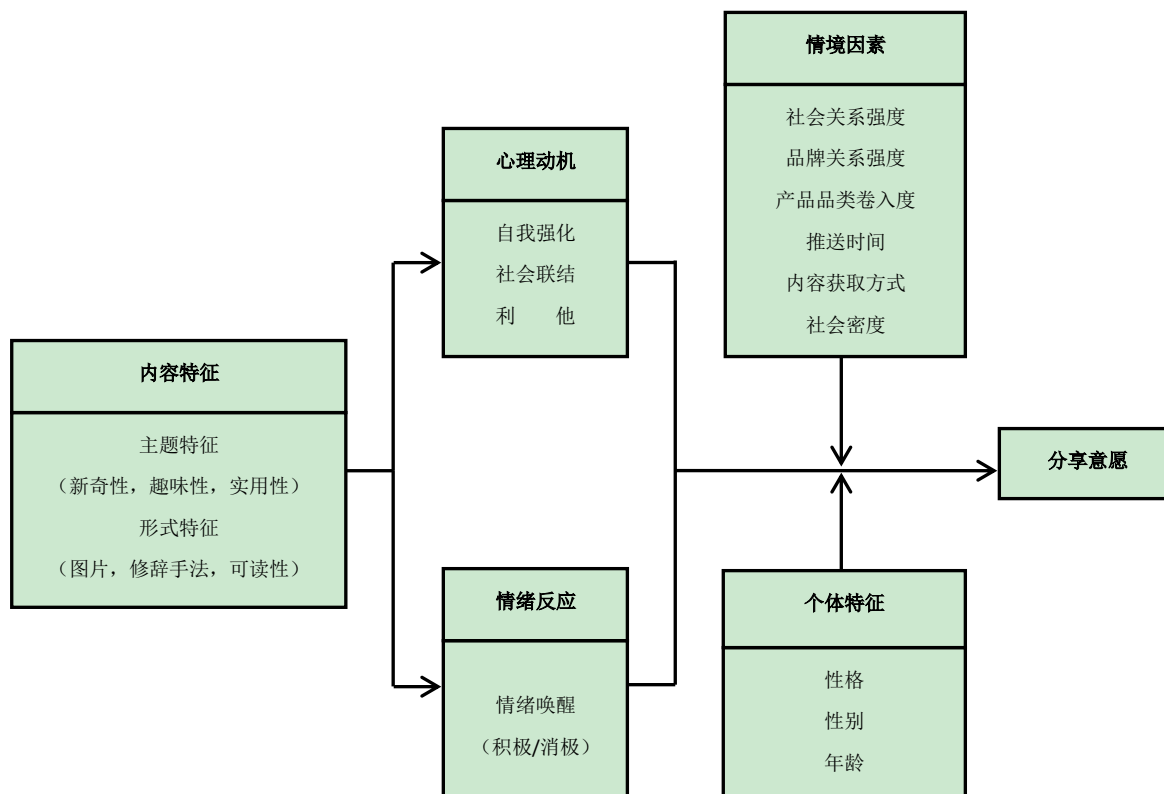 内容特征
主题特征
（新奇性，趣味性，实用性）
形式特征
（图片，修辞手法，可读性）
心理动机
自我强化
社会联结
利　　他
情绪反应
情绪唤醒
（积极/消极）
情境因素
社会关系强度
品牌关系强度
产品品类卷入度
推送时间
内容获取方式
社会密度
个体特征
性格
性别
年龄
分享意愿